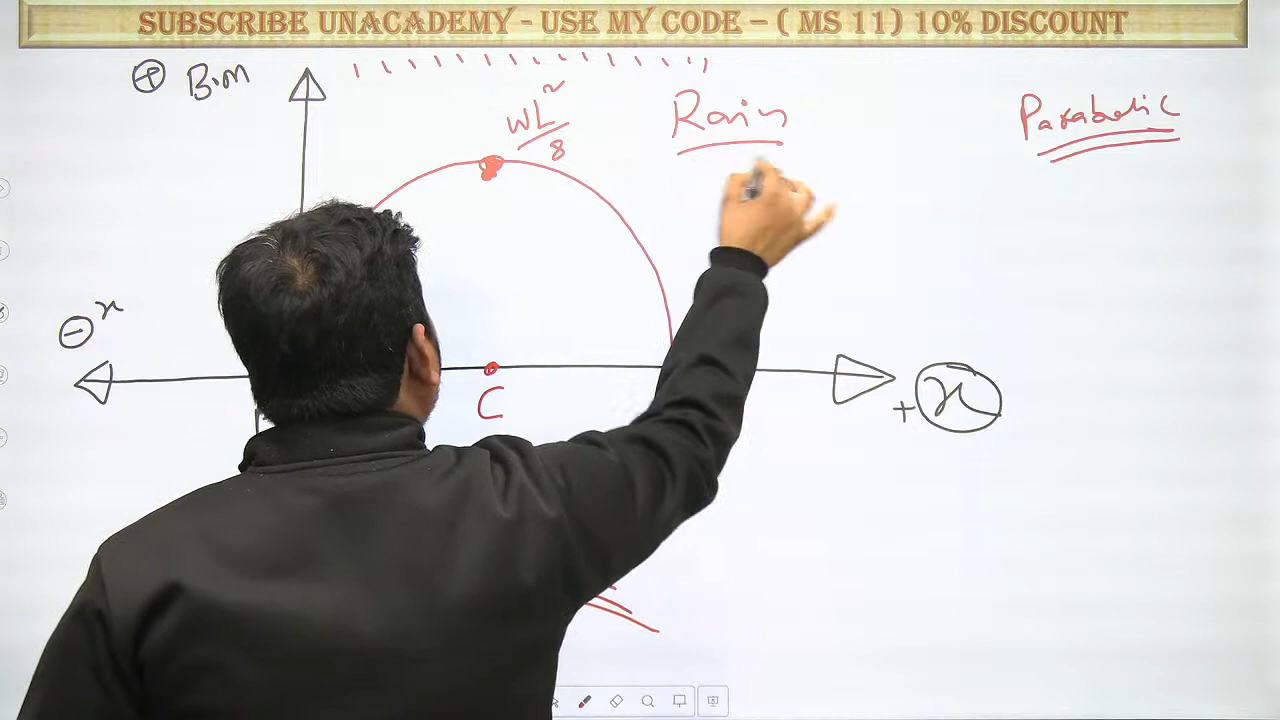 SUBSCRIBE UNACADEMY - USE MY CODE – ( MS 11) 10% DISCOUNT
+ B.M
WL²/8
Rain
Parabolic
- x
C
+ x